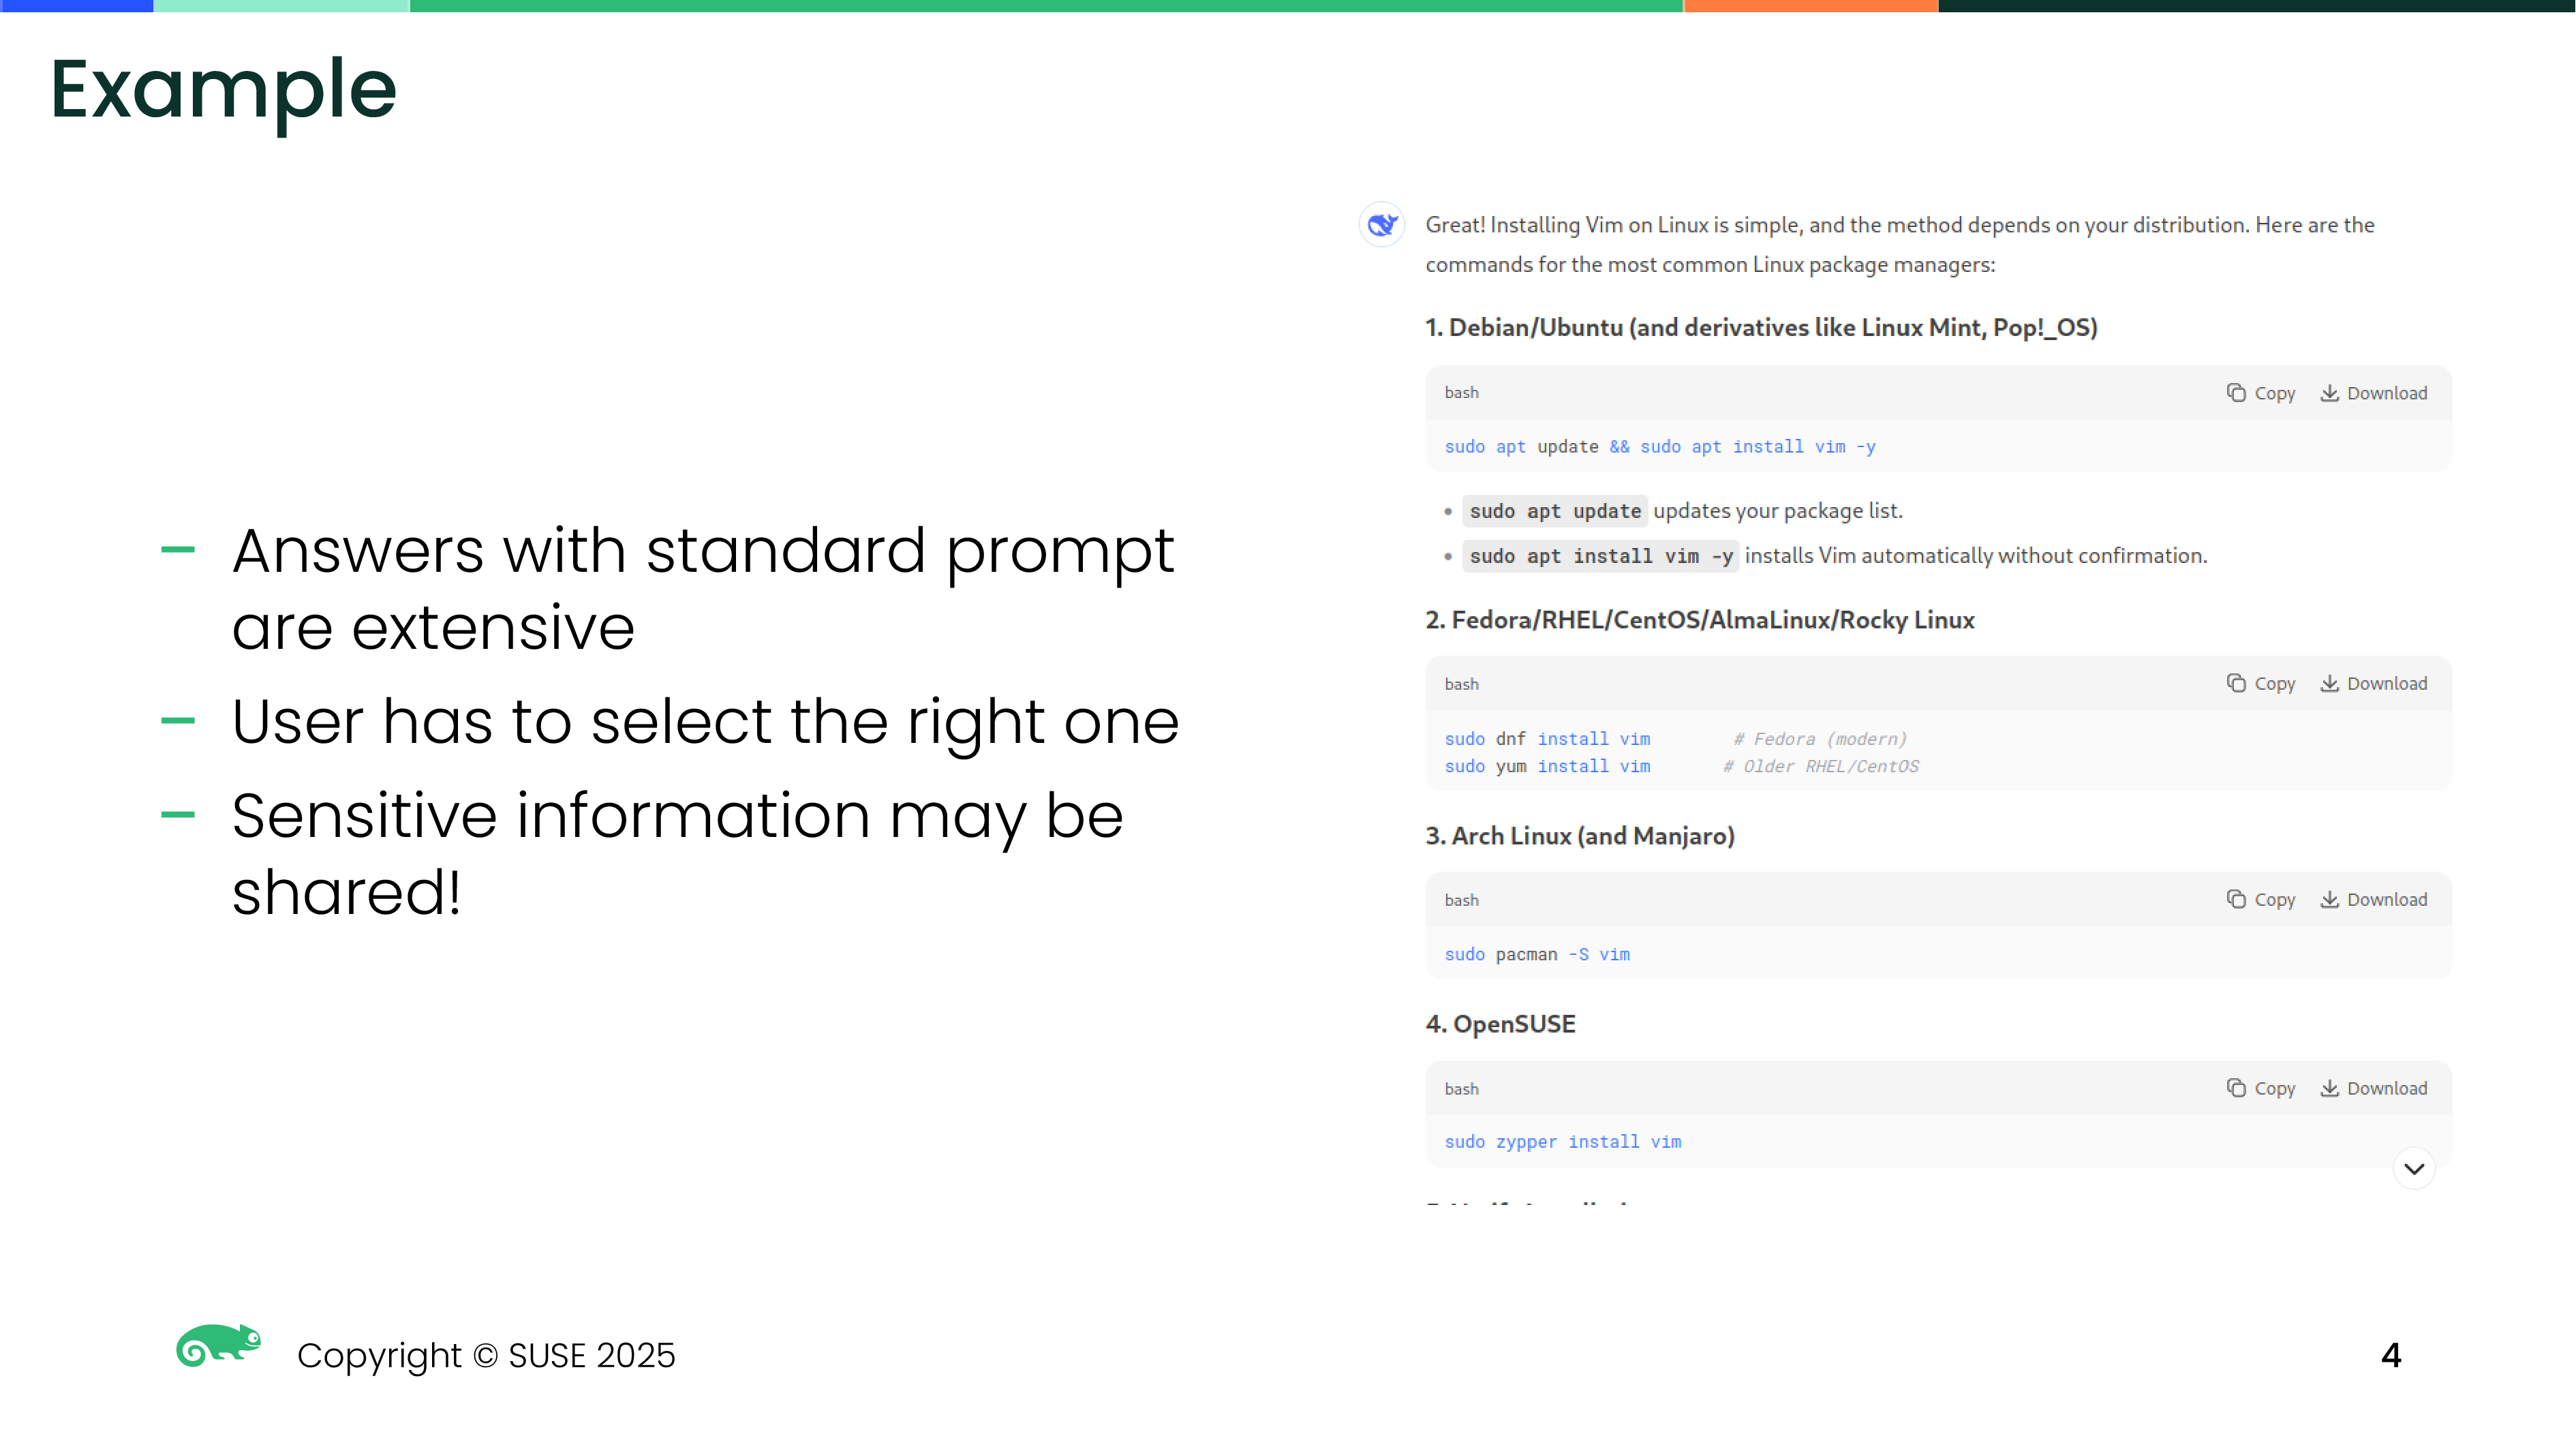 Example
– Answers with standard prompt
are extensive
– User has to select the right one
– Sensitive information may be
shared!
Great! Installing Vim on Linux is simple, and the method depends on your distribution. Here are the
commands for the most common Linux package managers:
1. Debian/Ubuntu (and derivatives like Linux Mint, Pop!_OS)
bash Copy Download
sudo apt update && sudo apt install vim -y
• sudo apt update updates your package list.
• sudo apt install vim -y installs Vim automatically without confirmation.
2. Fedora/RHEL/CentOS/AlmaLinux/Rocky Linux
bash Copy Download
sudo dnf install vim # Fedora (modern)
sudo yum install vim # Older RHEL/CentOS
3. Arch Linux (and Manjaro)
bash Copy Download
sudo pacman -S vim
4. OpenSUSE
bash Copy Download
sudo zypper install vim
Copyright © SUSE 2025
4